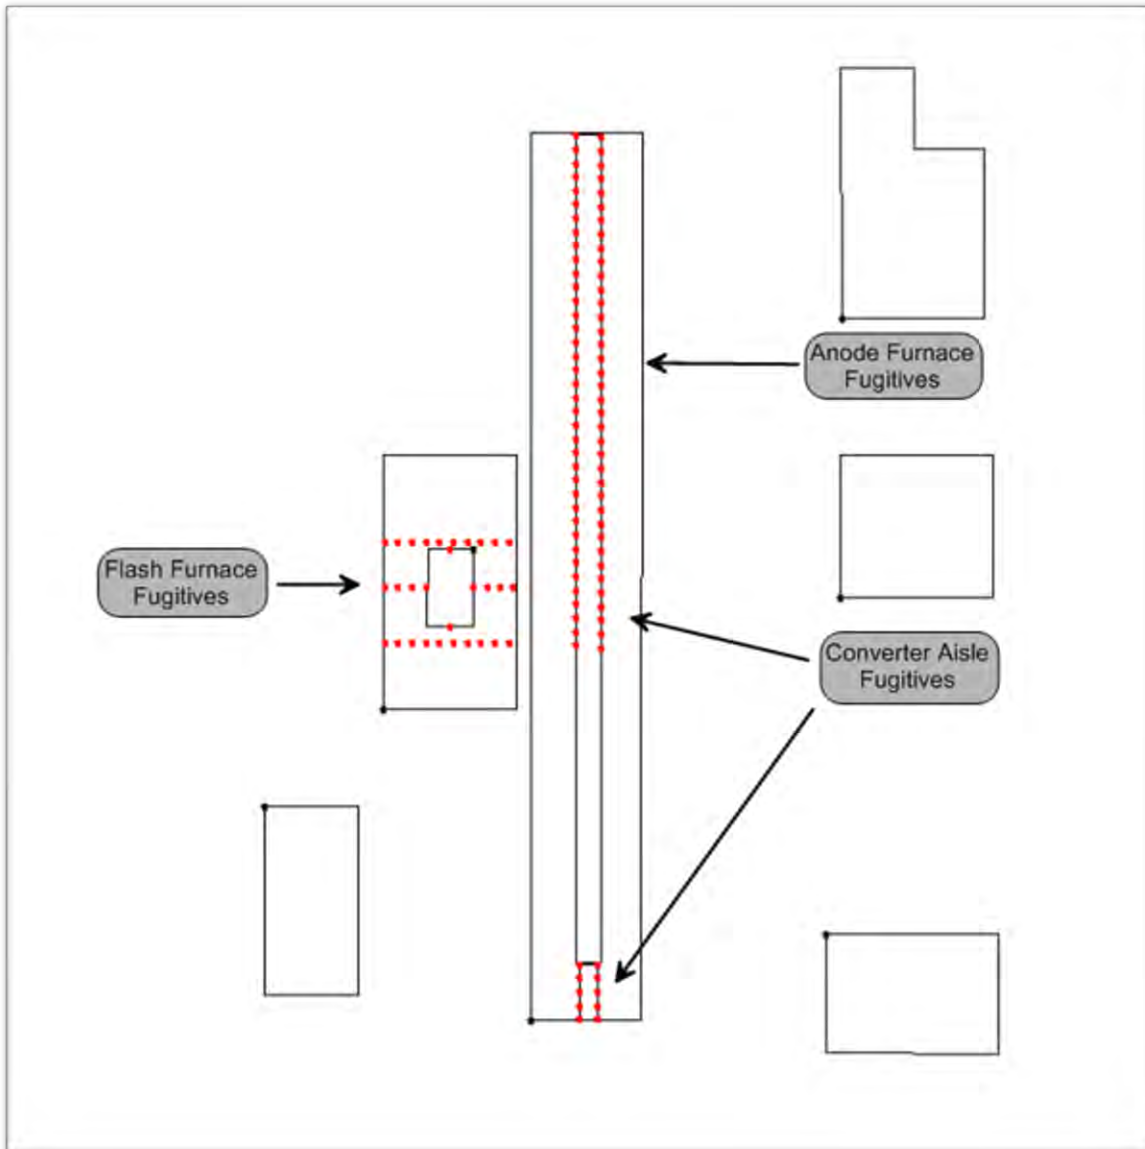 Anode Furnace
Fugitives
Flash Furnace
Fugitives
Converter Aisle
Fugitives